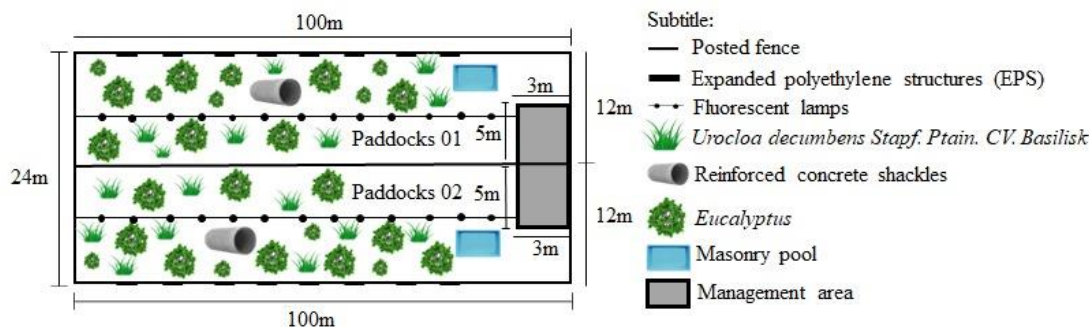 100m
Subtitle:
Posted fence
Expanded polyethylene structures (EPS)
3m
12m
Fluorescent lamps
Paddocks 01
5m
Urocloa decumbens Stapf. Ptain. CV. Basilisk
24m
Reinforced concrete shackles
Paddocks 02
5m
12m
Eucalyptus
3m
Masonry pool
Management area
100m